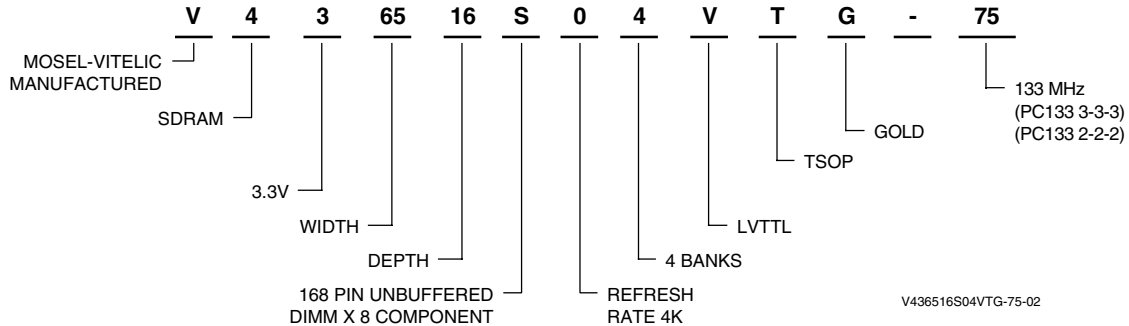 V 4 3 65 16 S 0 4 V T G - 75
MOSEL-VITELIC
MANUFACTURED
SDRAM
3.3V
WIDTH
DEPTH
168 PIN UNBUFFERED
DIMM X 8 COMPONENT
REFRESH
RATE 4K
4 BANKS
LVTTL
TSOP
GOLD
133 MHz
(PC133 3-3-3)
(PC133 2-2-2)
V436516S04VTG-75-02